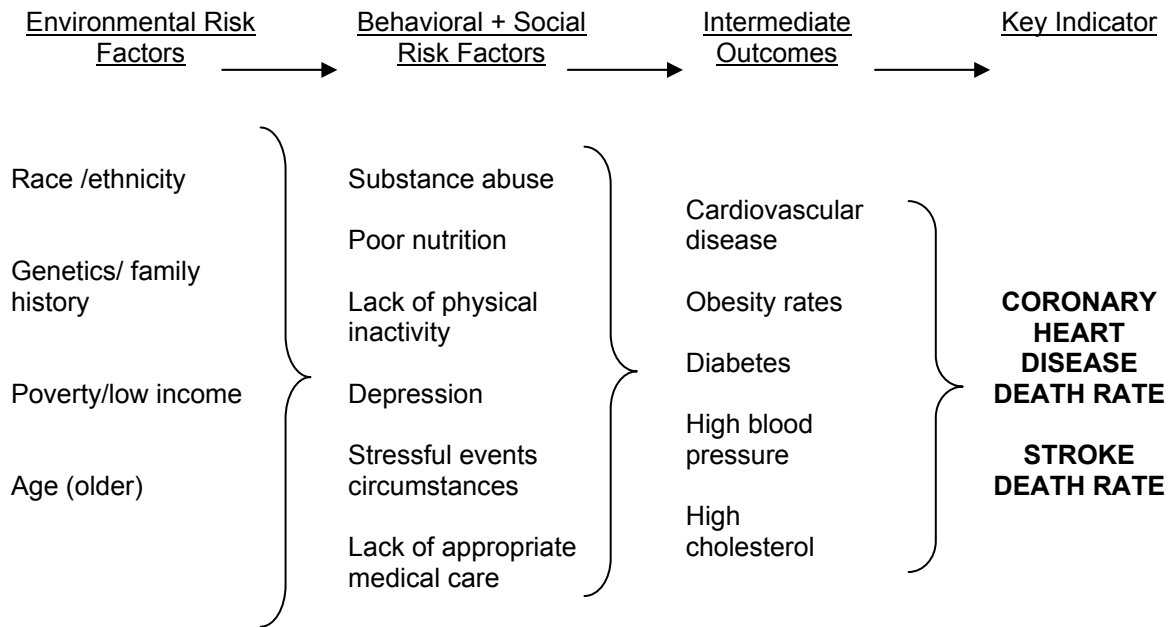 Environmental Risk
Factors
Behavioral + Social
Risk Factors
Intermediate
Outcomes
Key Indicator
Race /ethnicity
Genetics/ family
history
Poverty/low income
Age (older)
Substance abuse
Poor nutrition
Lack of physical
inactivity
Depression
Stressful events
circumstances
Lack of appropriate
medical care
Cardiovascular
disease
Obesity rates
Diabetes
High blood
pressure
High
cholesterol
CORONARY
HEART
DISEASE
DEATH RATE
STROKE
DEATH RATE